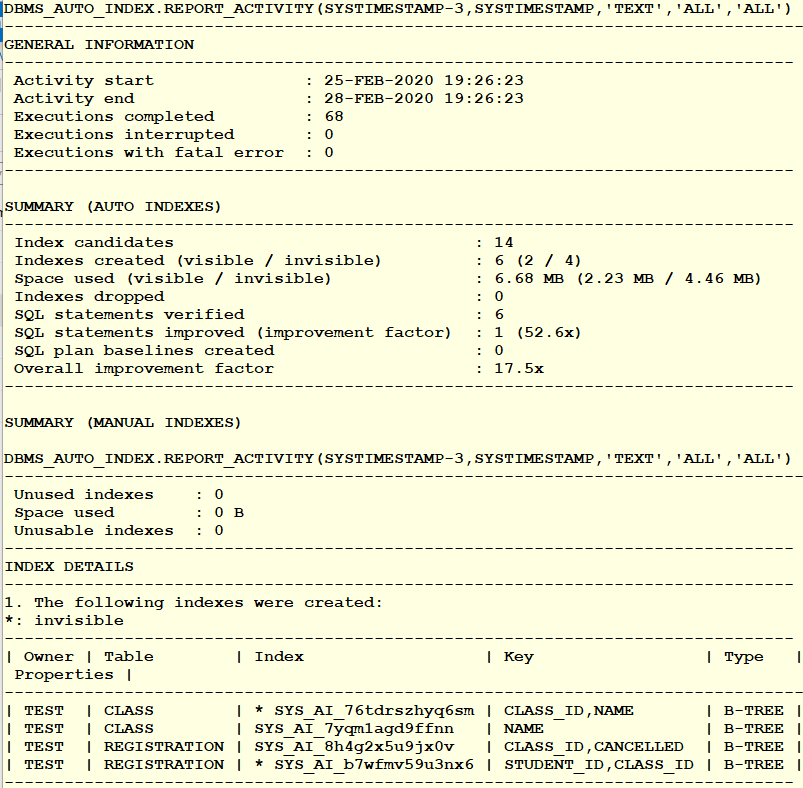 DBMS_AUTO_INDEX.REPORT_ACTIVITY(SYSTIMESTAMP-3,SYSTIMESTAMP,'TEXT','ALL','ALL')
--------------------------------------------------------------------------------
GENERAL INFORMATION
-------------------------------------------------------------------------------
 Activity start               : 25-FEB-2020 19:26:23
 Activity end                 : 28-FEB-2020 19:26:23
 Executions completed         : 68
 Executions interrupted       : 0
 Executions with fatal error  : 0
-------------------------------------------------------------------------------
SUMMARY (AUTO INDEXES)
-------------------------------------------------------------------------------
 Index candidates                              : 14
 Indexes created (visible / invisible)         : 6 (2 / 4)
 Space used (visible / invisible)              : 6.68 MB (2.23 MB / 4.46 MB)
 Indexes dropped                               : 0
 SQL statements verified                       : 6
 SQL statements improved (improvement factor)  : 1 (52.6x)
 SQL plan baselines created                    : 0
 Overall improvement factor                    : 17.5x
-------------------------------------------------------------------------------
SUMMARY (MANUAL INDEXES)
DBMS_AUTO_INDEX.REPORT_ACTIVITY(SYSTIMESTAMP-3,SYSTIMESTAMP,'TEXT','ALL','ALL')
--------------------------------------------------------------------------------
 Unused indexes    : 0
 Space used        : 0 B
 Unusable indexes  : 0
-------------------------------------------------------------------------------
INDEX DETAILS
-------------------------------------------------------------------------------
1. The following indexes were created:
*: invisible
-------------------------------------------------------------------------------
| Owner | Table        | Index                  | Key                 | Type   |
 Properties |
--------------------------------------------------------------------------------
| TEST  | CLASS        | * SYS_AI_76tdrszhyq6sm | CLASS_ID,NAME       | B-TREE |
| TEST  | CLASS        | SYS_AI_7yqm1agd9ffnn   | NAME                | B-TREE |
| TEST  | REGISTRATION | SYS_AI_8h4g2x5u9jx0v   | CLASS_ID,CANCELLED  | B-TREE |
| TEST  | REGISTRATION | * SYS_AI_b7wfmv59u3nx6 | STUDENT_ID,CLASS_ID | B-TREE |
-------------------------------------------------------------------------------